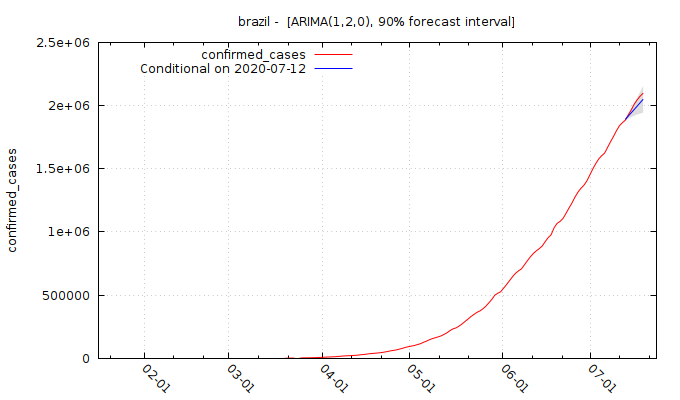 brazil -  [ARIMA(1,2,0), 90% forecast interval]
confirmed_cases
Conditional on 2020-07-12
2.5e+06
2e+06
1.5e+06
1e+06
500000
0
confirmed_cases
02-01
03-01
04-01
05-01
06-01
07-01